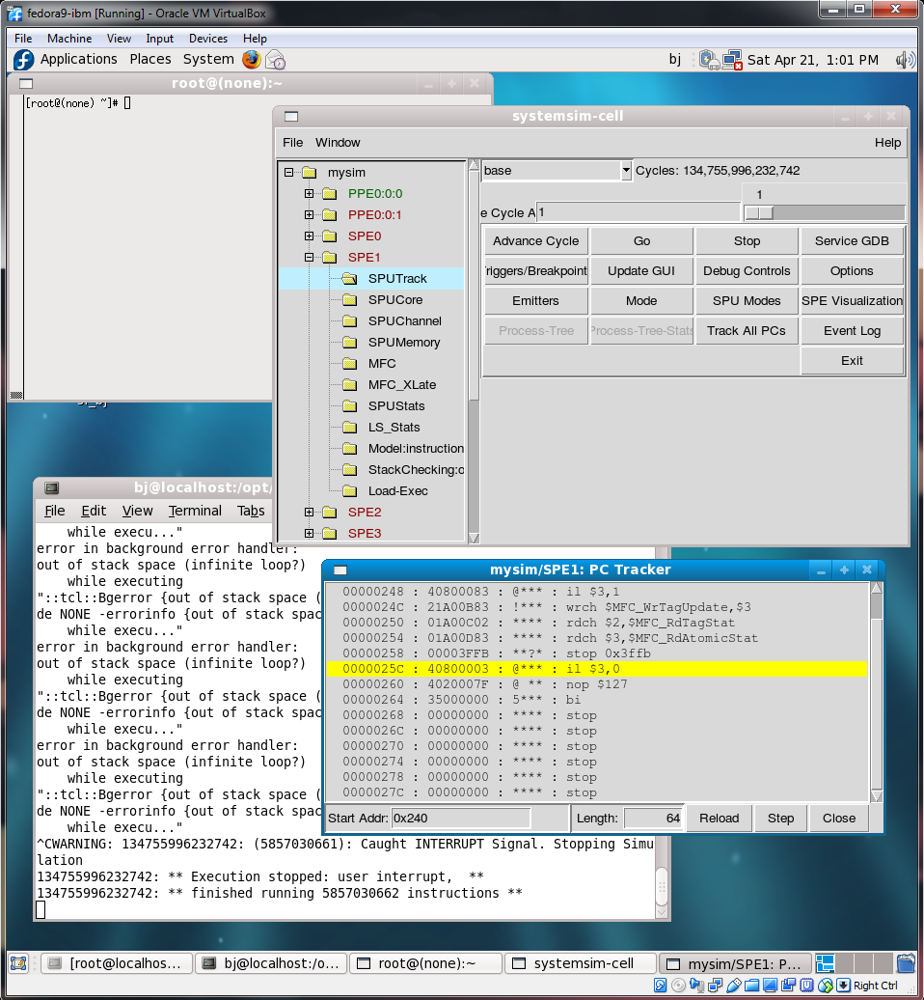 fedora9-ibm [Running] - Oracle VM VirtualBox
File Machine View Input Devices Help
Applications Places System bj Sat Apr 21, 1:01 PM
root@(none):~
[root@(none) ~]#
systemsim-cell
File Window Help
mysim
PPE0:0:0
PPE0:0:1
SPE0
SPE1
SPUTrack
SPUCore
SPUChannel
SPUMemory
MFC
MFC_XLate
SPUStats
LS_Stats
Model:instruction
StackChecking:o
Load-Exec
SPE2
SPE3
base Cycles: 134,755,996,232,742
1
e Cycle A 1
Advance Cycle Go Stop Service GDB
riggers/Breakpoint Update GUI Debug Controls Options
Emitters Mode SPU Modes SPE Visualization
Process-Tree Process-Tree-Stats Track All PCs Event Log
Exit
bj@localhost:/opt/
File Edit View Terminal Tabs
while execu..."
error in background error handler:
out of stack space (infinite loop?)
while executing
"::tcl::Bgerror {out of stack space (
de NONE -errorinfo {out of stack spac
while execu..."
error in background error handler:
out of stack space (infinite loop?)
while executing
"::tcl::Bgerror {out of stack space (
de NONE -errorinfo {out of stack spac
while execu..."
error in background error handler:
out of stack space (infinite loop?)
while executing
"::tcl::Bgerror {out of stack space (
de NONE -errorinfo {out of stack spac
while execu..."
^CWARNING: 134755996232742: (5857030661): Caught INTERRUPT Signal. Stopping Simu
lation
134755996232742: ** Execution stopped: user interrupt, **
134755996232742: ** finished running 5857030662 instructions **
mysim/SPE1: PC Tracker
00000248 : 40800083 : @*** : il $3,1
0000024C : 21A00B83 : !*** : wrch $MFC_WrTagUpdate,$3
00000250 : 01A00C02 : **** : rdch $2,$MFC_RdTagStat
00000254 : 01A00D83 : **** : rdch $3,$MFC_RdAtomicStat
00000258 : 00003FFB : **?* : stop 0x3ffb
0000025C : 40800003 : @*** : il $3,0
00000260 : 4020007F : @ ** : nop $127
00000264 : 35000000 : 5*** : bi
00000268 : 00000000 : **** : stop
0000026C : 00000000 : **** : stop
00000270 : 00000000 : **** : stop
00000274 : 00000000 : **** : stop
00000278 : 00000000 : **** : stop
0000027C : 00000000 : **** : stop
Start Addr: 0x240 Length: 64 Reload Step Close
[root@localhos... bj@localhost:/o... root@(none):~ systemsim-cell mysim/SPE1: P...
Right Ctrl